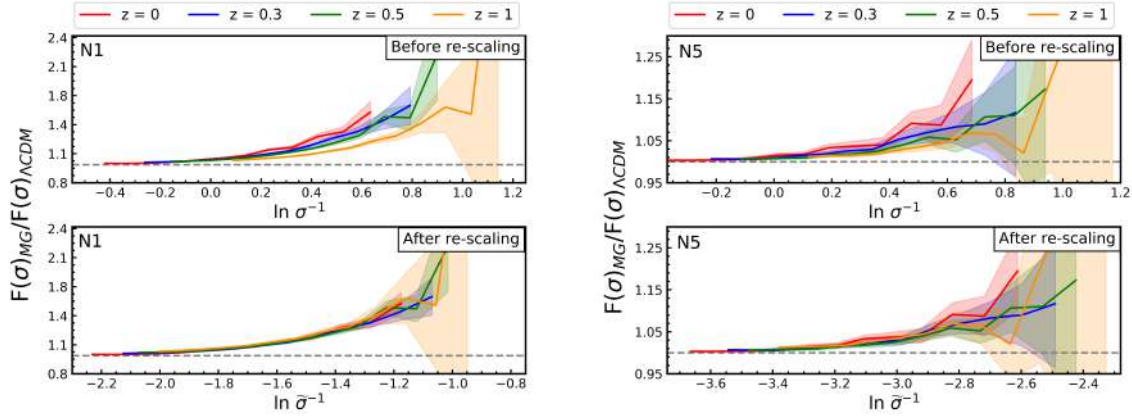 z = 0 z = 0.3 z = 0.5 z = 1
N1 Before re-scaling
2.4
2.1
1.8
1.4
1.1
0.8
−0.4 −0.2 0.0 0.2 0.4 0.6 0.8 1.0 1.2
ln σ⁻¹
N1 After re-scaling
2.4
2.1
1.8
1.4
1.1
0.8
−2.2 −2.0 −1.8 −1.6 −1.4 −1.2 −1.0 −0.8
ln σ̃⁻¹
F(σ)MG/F(σ)ΛCDM
z = 0 z = 0.3 z = 0.5 z = 1
N5 Before re-scaling
1.25
1.15
1.05
1.00
0.95
−0.2 0.0 0.2 0.4 0.6 0.8 1.0 1.2
ln σ⁻¹
N5 After re-scaling
1.25
1.15
1.05
1.00
0.95
−3.6 −3.4 −3.2 −3.0 −2.8 −2.6 −2.4
ln σ̃⁻¹
F(σ)MG/F(σ)ΛCDM